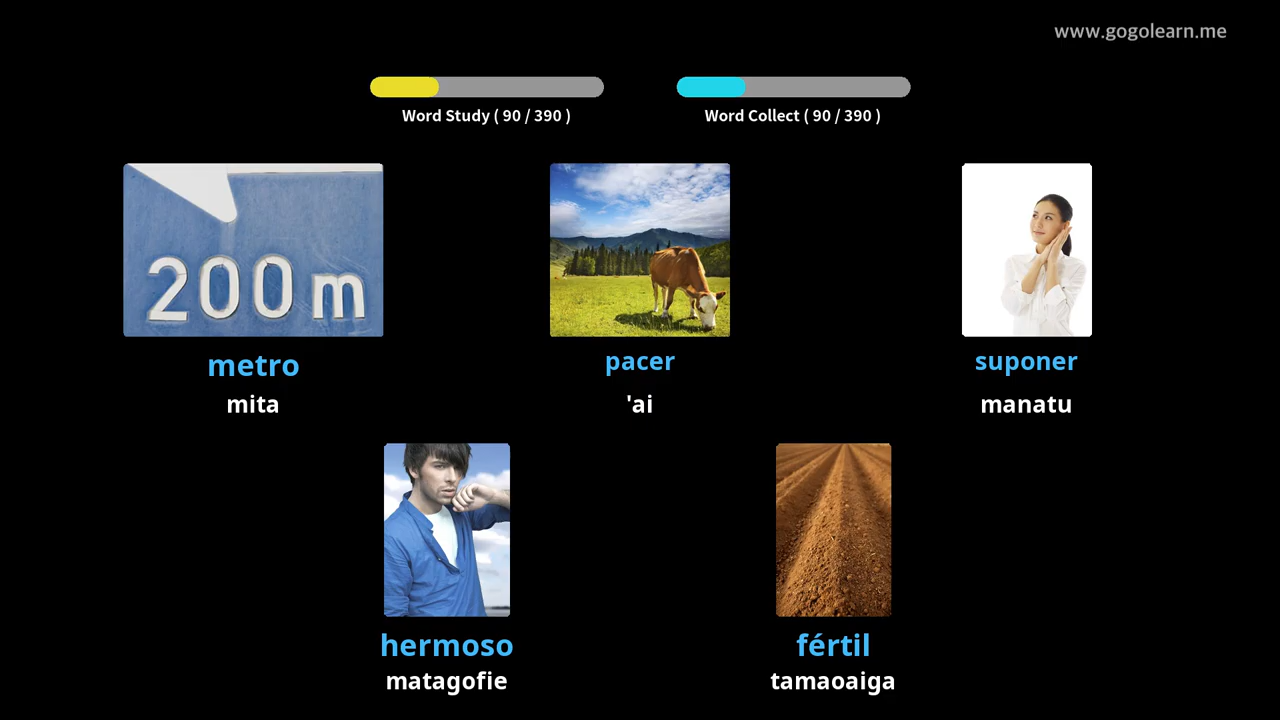 www.gogolearn.me
Word Study ( 90 / 390 )
Word Collect ( 90 / 390 )
200 m
metro
mita
pacer
'ai
suponer
manatu
hermoso
matagofie
fértil
tamaoaiga